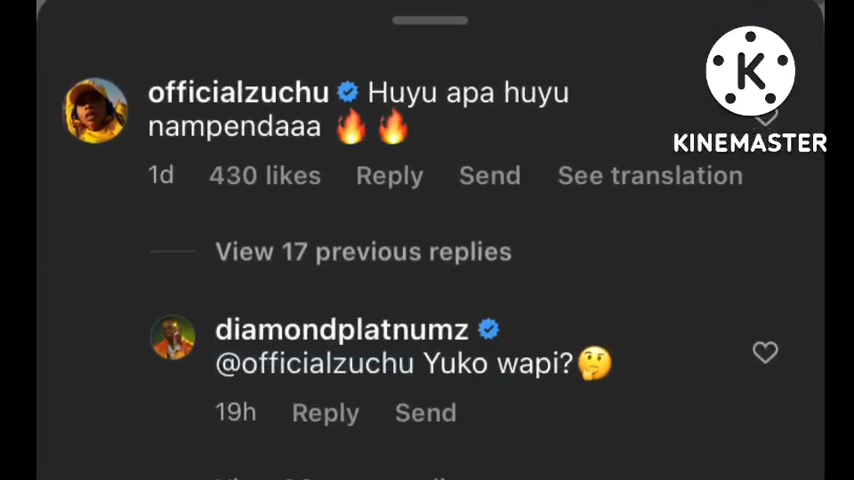 officialzuchu Huyu apa huyu
nampendaaa 🔥 🔥
1d 430 likes Reply Send See translation
K
KINEMASTER
View 17 previous replies
diamondplatnumz
@officialzuchu Yuko wapi?🤔
19h Reply Send